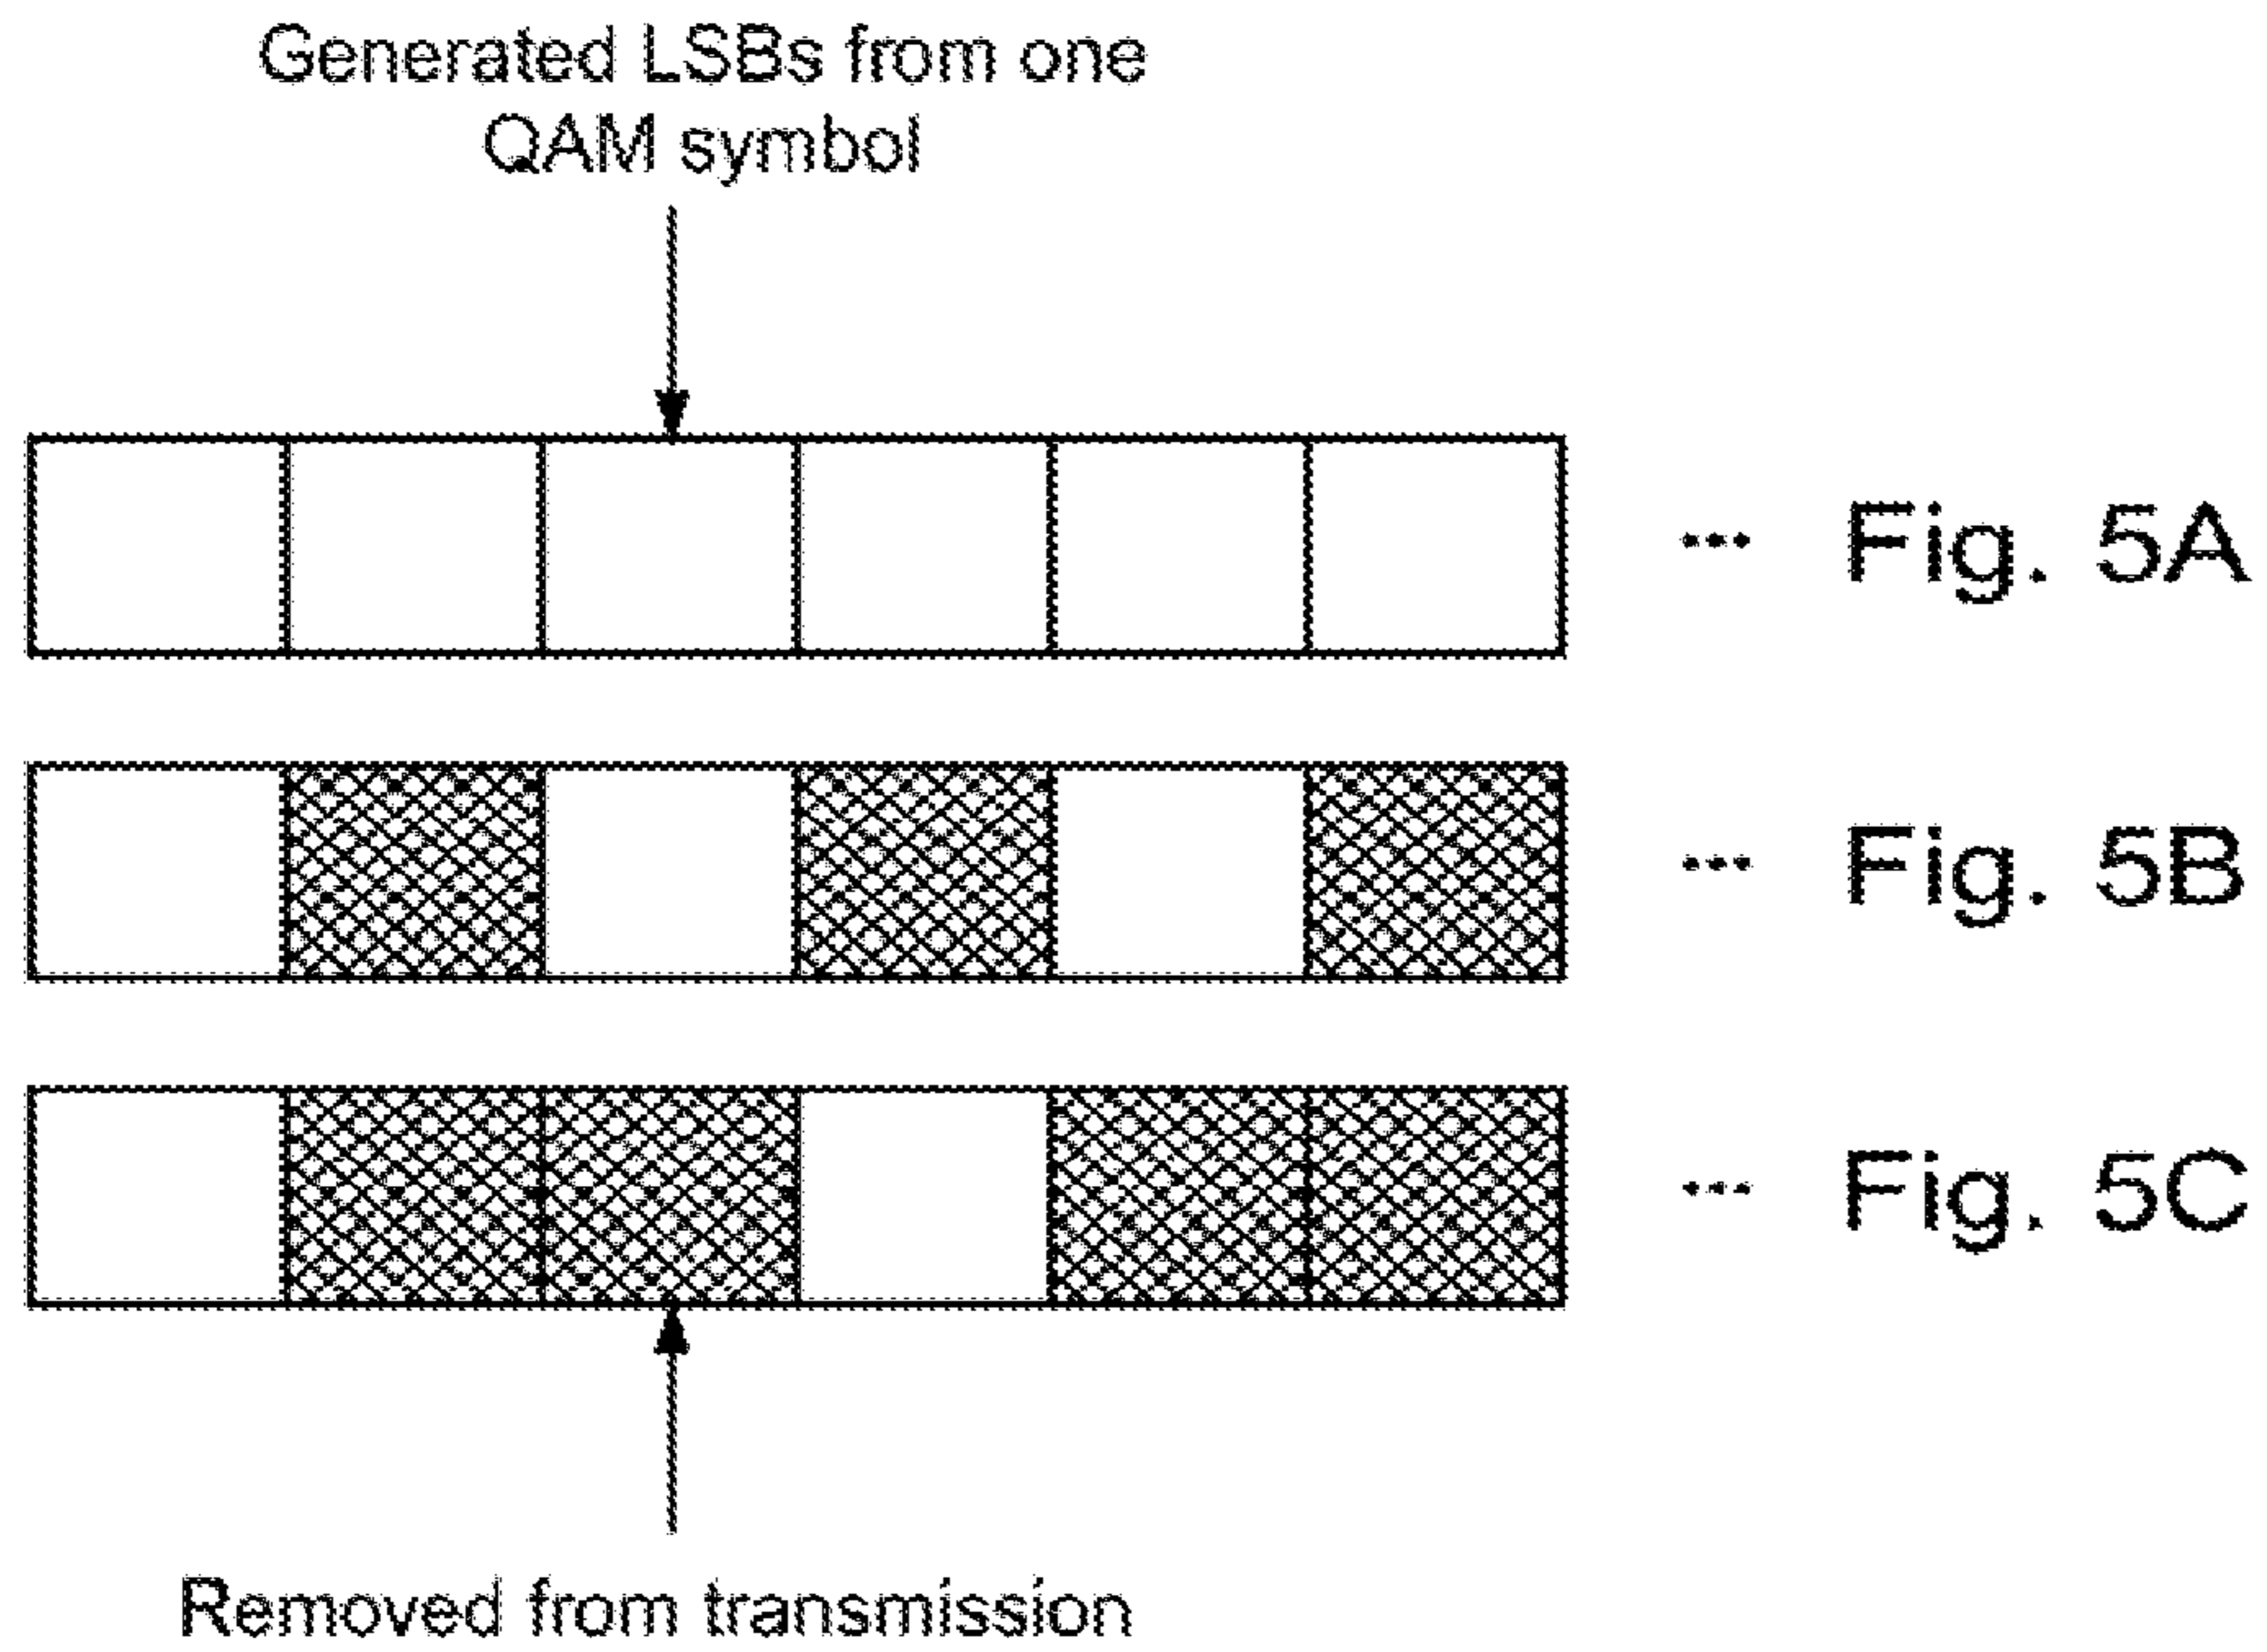 Generated LSBs from one
QAM symbol
... Fig. 5A
... Fig. 5B
... Fig. 5C
Removed from transmission